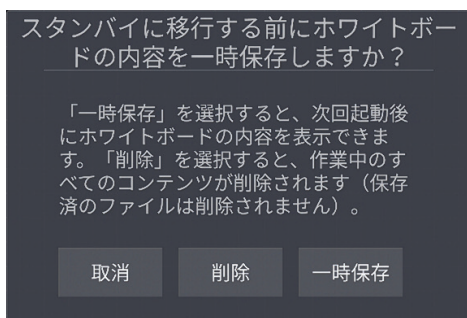 スタンバイに移行する前にホワイトボー
ドの内容を一時保存しますか？
「一時保存」を選択すると、次回起動後
にホワイトボードの内容を表示できま
す。「削除」を選択すると、作業中のす
べてのコンテンツが削除されます（保存
済のファイルは削除されません）。
取消
削除
一時保存